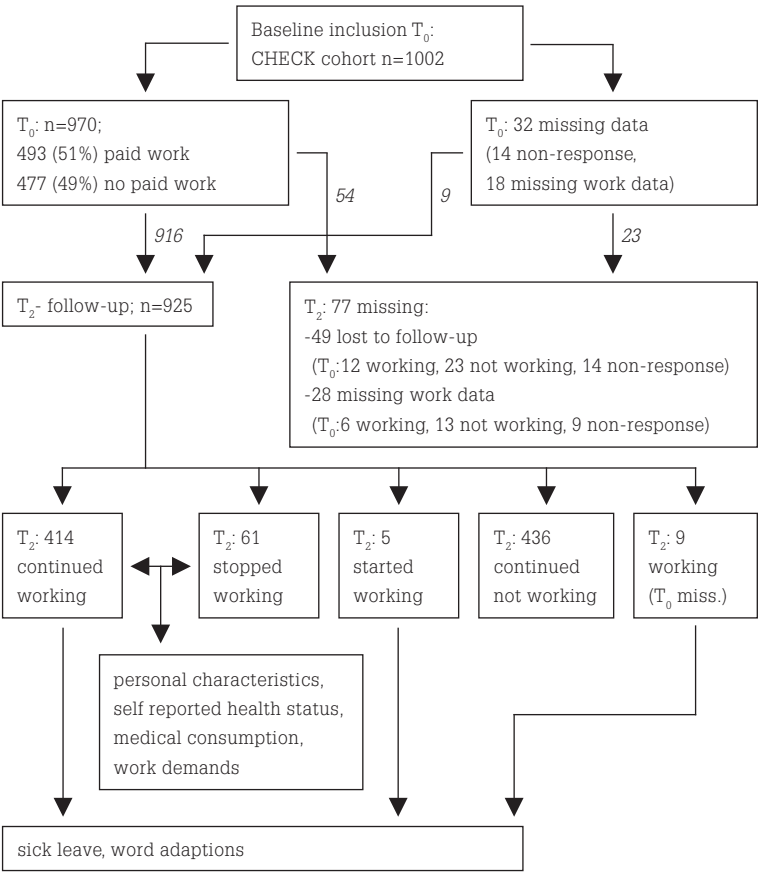 Baseline inclusion T₀:
CHECK cohort n=1002
T₀: n=970;
493 (51%) paid work
477 (49%) no paid work
T₀: 32 missing data
(14 non-response,
18 missing work data)
54
9
916
23
T₂- follow-up; n=925
T₂: 77 missing:
-49 lost to follow-up
(T₀:12 working, 23 not working, 14 non-response)
-28 missing work data
(T₀:6 working, 13 not working, 9 non-response)
T₂: 414
continued
working
T₂: 61
stopped
working
T₂: 5
started
working
T₂: 436
continued
not working
T₂: 9
working
(T₀ miss.)
personal characteristics,
self reported health status,
medical consumption,
work demands
sick leave, word adaptions